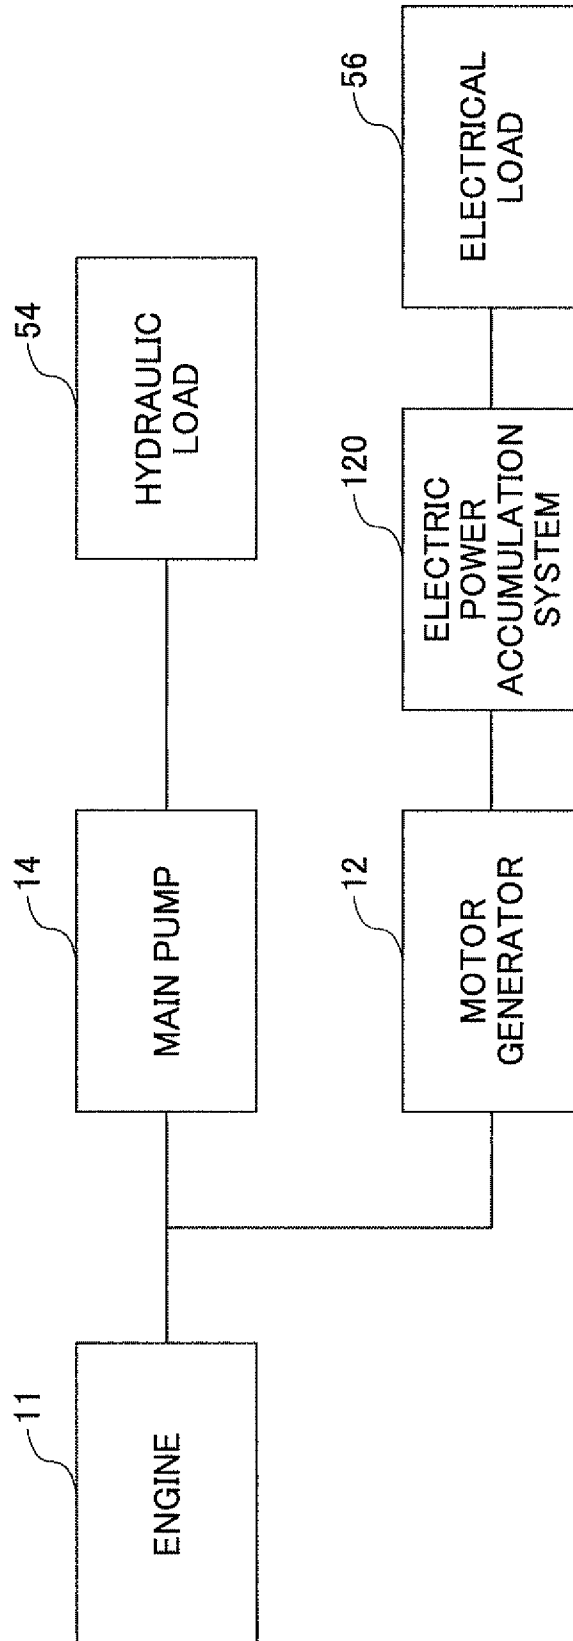 11
ENGINE
14
MAIN PUMP
54
HYDRAULIC
LOAD
12
MOTOR
GENERATOR
120
ELECTRIC
POWER
ACCUMULATION
SYSTEM
56
ELECTRICAL
LOAD